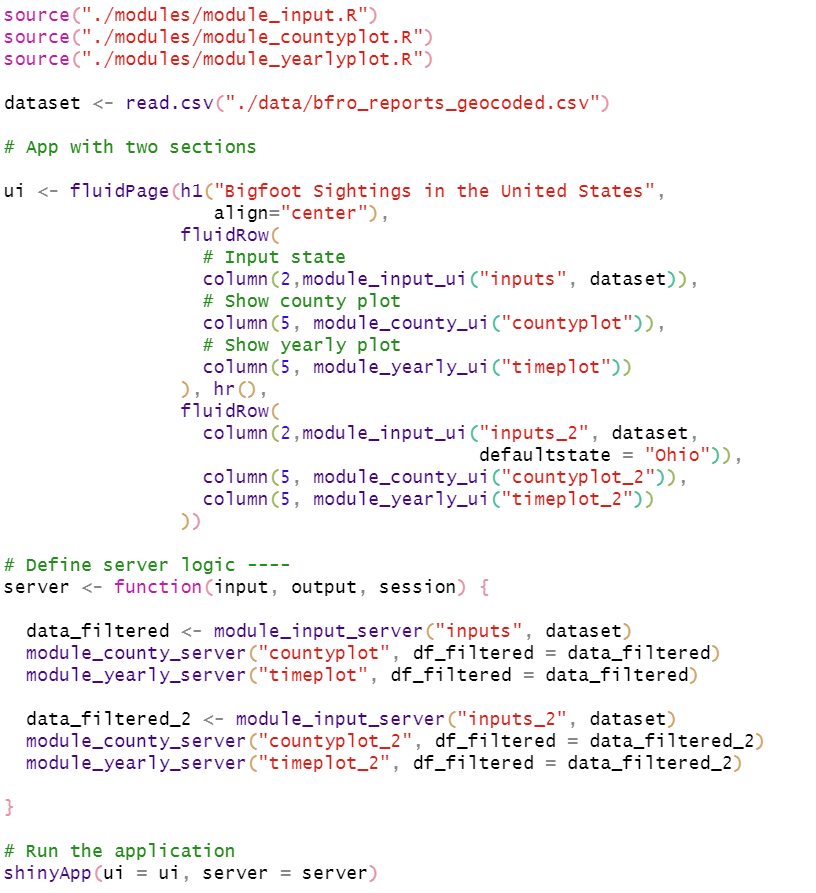 source("./modules/module_input.R")
source("./modules/module_countyplot.R")
source("./modules/module_yearlyplot.R")

dataset <- read.csv("./data/bfro_reports_geocoded.csv")

# App with two sections

ui <- fluidPage(h1("Bigfoot Sightings in the United States",
                   align="center"),
                fluidRow(
                  # Input state
                  column(2,module_input_ui("inputs", dataset)),
                  # Show county plot
                  column(5, module_county_ui("countyplot")),
                  # Show yearly plot
                  column(5, module_yearly_ui("timeplot"))
                ), hr(),
                fluidRow(
                  column(2,module_input_ui("inputs_2", dataset,
                                           defaultstate = "Ohio")),
                  column(5, module_county_ui("countyplot_2")),
                  column(5, module_yearly_ui("timeplot_2"))
                ))

# Define server logic ----
server <- function(input, output, session) {

  data_filtered <- module_input_server("inputs", dataset)
  module_county_server("countyplot", df_filtered = data_filtered)
  module_yearly_server("timeplot", df_filtered = data_filtered)

  data_filtered_2 <- module_input_server("inputs_2", dataset)
  module_county_server("countyplot_2", df_filtered = data_filtered_2)
  module_yearly_server("timeplot_2", df_filtered = data_filtered_2)

}

# Run the application
shinyApp(ui = ui, server = server)